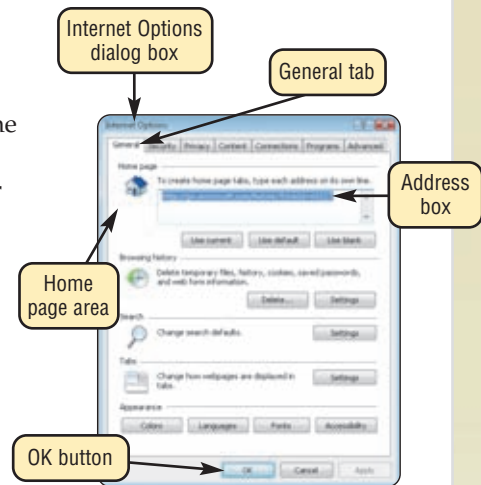 Internet Options
dialog box
General tab
he
Internet Options
General Security Privacy Content Connections Programs Advanced
Home page
To create home page tabs, type each address on its own line.
Address
box
Use current Use default Use blank
Browsing history
Delete temporary files, history, cookies, saved passwords,
and web form information.
Home
page area
Delete... Settings
Search
Change search defaults. Settings
Tabs
Change how webpages are displayed in
tabs. Settings
Appearance
Colors Languages Fonts Accessibility
OK button
OK Cancel Apply